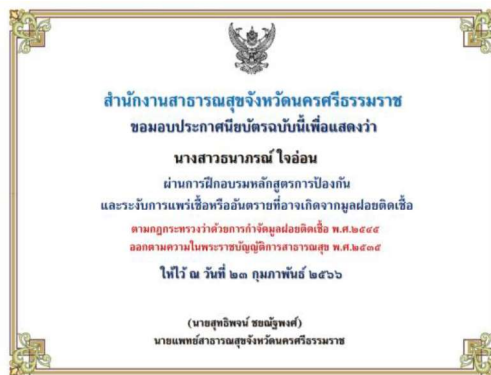 สำนักงานสาธารณสุขจังหวัดนครศรีธรรมราช
ขอมอบประกาศนียบัตรฉบับนี้เพื่อแสดงว่า
นางสาวธนาภรณ์ ใจอ่อน
ผ่านการฝึกอบรมหลักสูตรการป้องกัน
และระงับการแพร่เชื้อหรืออันตรายที่อาจเกิดจากมูลฝอยติดเชื้อ
ตามกฎกระทรวงว่าด้วยการกำจัดมูลฝอยติดเชื้อ พ.ศ.๒๕๔๕
ออกตามความในพระราชบัญญัติการสาธารณสุข พ.ศ.๒๕๓๕
ให้ไว้ ณ วันที่ ๒๓ กุมภาพันธ์ ๒๕๖๖
(นายสุทธิพจน์ ชยณัฐพงศ์)
นายแพทย์สาธารณสุขจังหวัดนครศรีธรรมราช